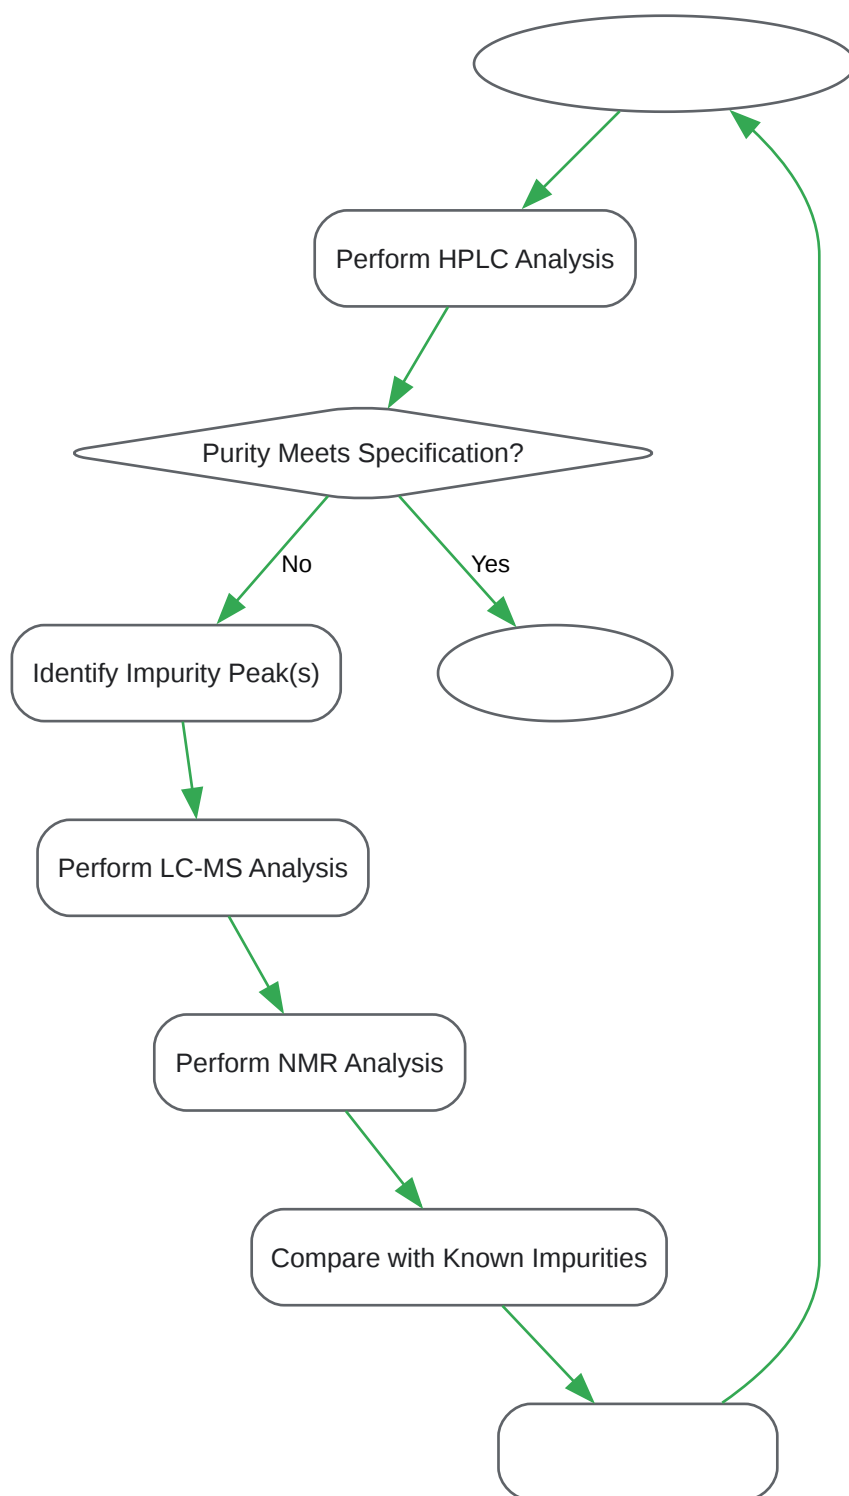 Perform HPLC Analysis
Purity Meets Specification?
No
Yes
Identify Impurity Peak(s)
Perform LC-MS Analysis
Perform NMR Analysis
Compare with Known Impurities